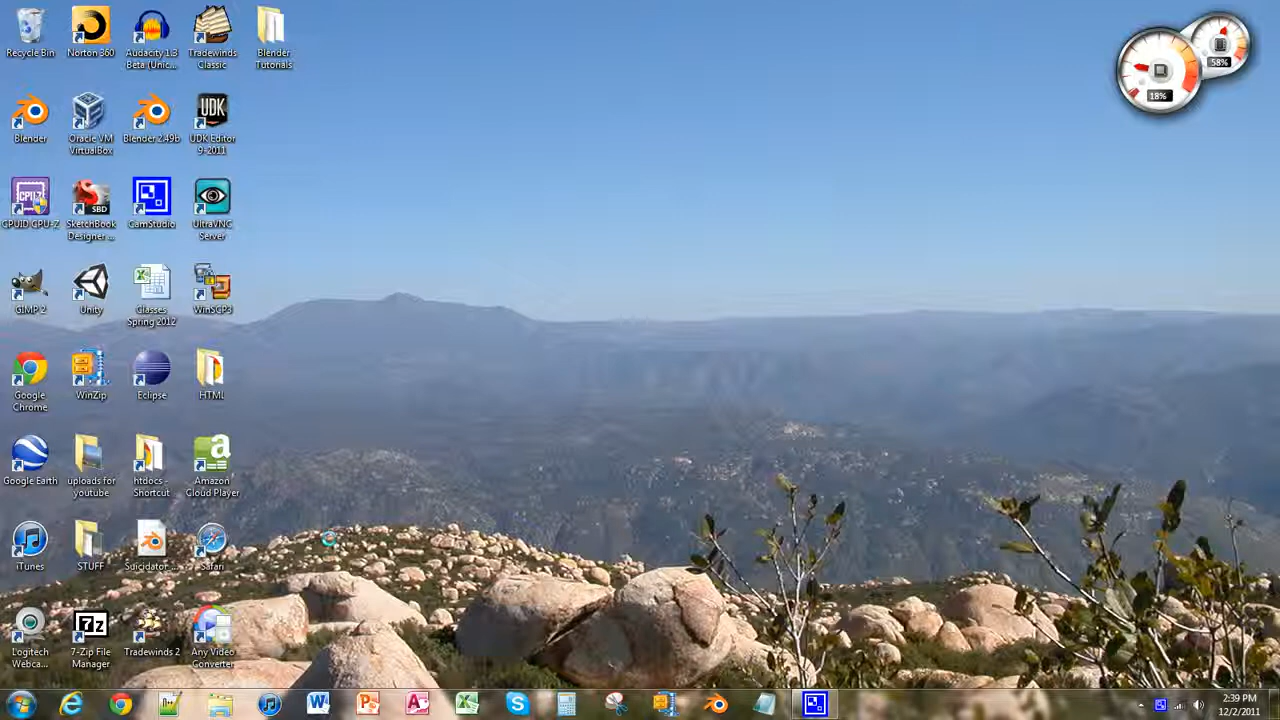 Recycle Bin
Norton 360
Audacity 1.3
Beta (Unic...
Tradewinds
Classic
Blender
Tutorials
Blender
Oracle VM
VirtualBox
Blender 2.49b
UDK
UDK Editor
9-2011
CPU-Z
CPUID CPU-Z
SBD
SketchBook
Designer ...
CamStudio
UltraVNC
Server
GIMP 2
Unity
Classes
Spring 2012
WinSCP3
Google
Chrome
WinZip
Eclipse
HTML
Google Earth
uploads for
youtube
htdocs -
Shortcut
a
Amazon
Cloud Player
iTunes
STUFF
Suicidator ...
Safari
Logitech
Webca...
7z
7-Zip File
Manager
Tradewinds 2
Any Video
Converter
18%
58%
2:39 PM
12/2/2011